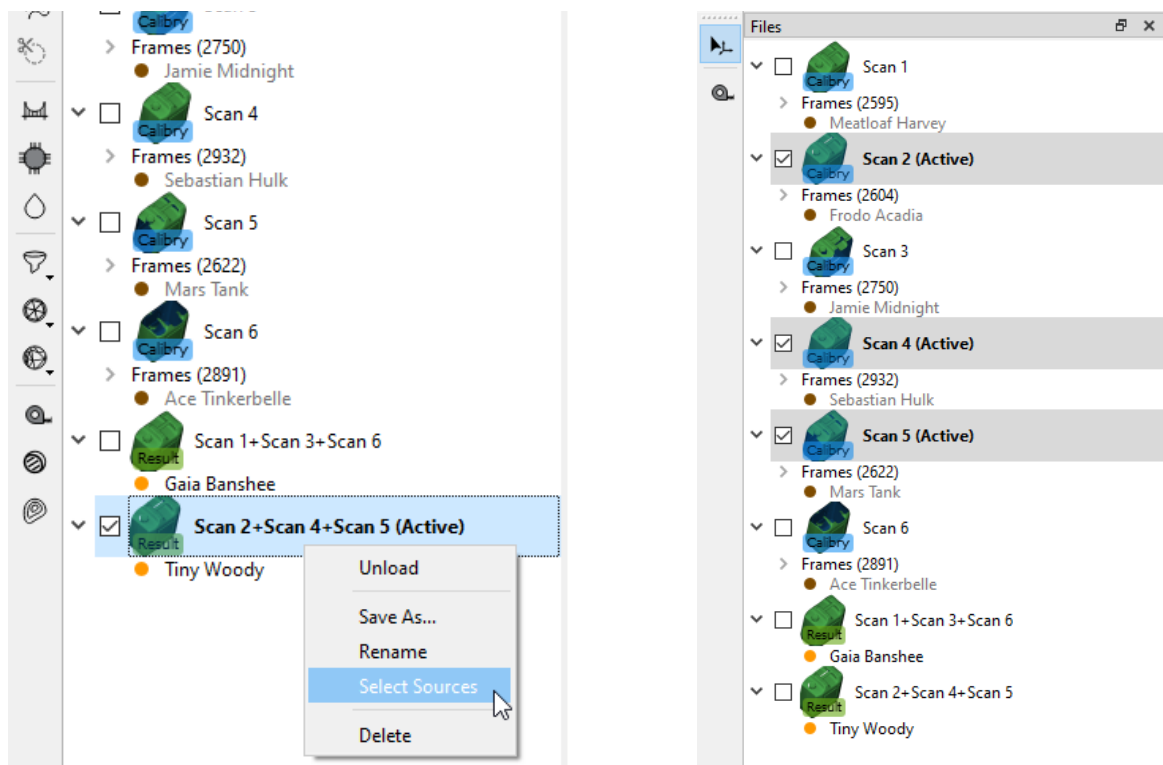 Calibry
Frames (2750)
Jamie Midnight
Scan 4
Calibry
Frames (2932)
Sebastian Hulk
Scan 5
Calibry
Frames (2622)
Mars Tank
Scan 6
Calibry
Frames (2891)
Ace Tinkerbelle
Scan 1+Scan 3+Scan 6
Result
Gaia Banshee
Scan 2+Scan 4+Scan 5 (Active)
Result
Tiny Woody
Unload
Save As...
Rename
Select Sources
Delete
Files
Scan 1
Calibry
Frames (2595)
Meatloaf Harvey
Scan 2 (Active)
Calibry
Frames (2604)
Frodo Acadia
Scan 3
Calibry
Frames (2750)
Jamie Midnight
Scan 4 (Active)
Calibry
Frames (2932)
Sebastian Hulk
Scan 5 (Active)
Calibry
Frames (2622)
Mars Tank
Scan 6
Calibry
Frames (2891)
Ace Tinkerbelle
Scan 1+Scan 3+Scan 6
Result
Gaia Banshee
Scan 2+Scan 4+Scan 5
Result
Tiny Woody